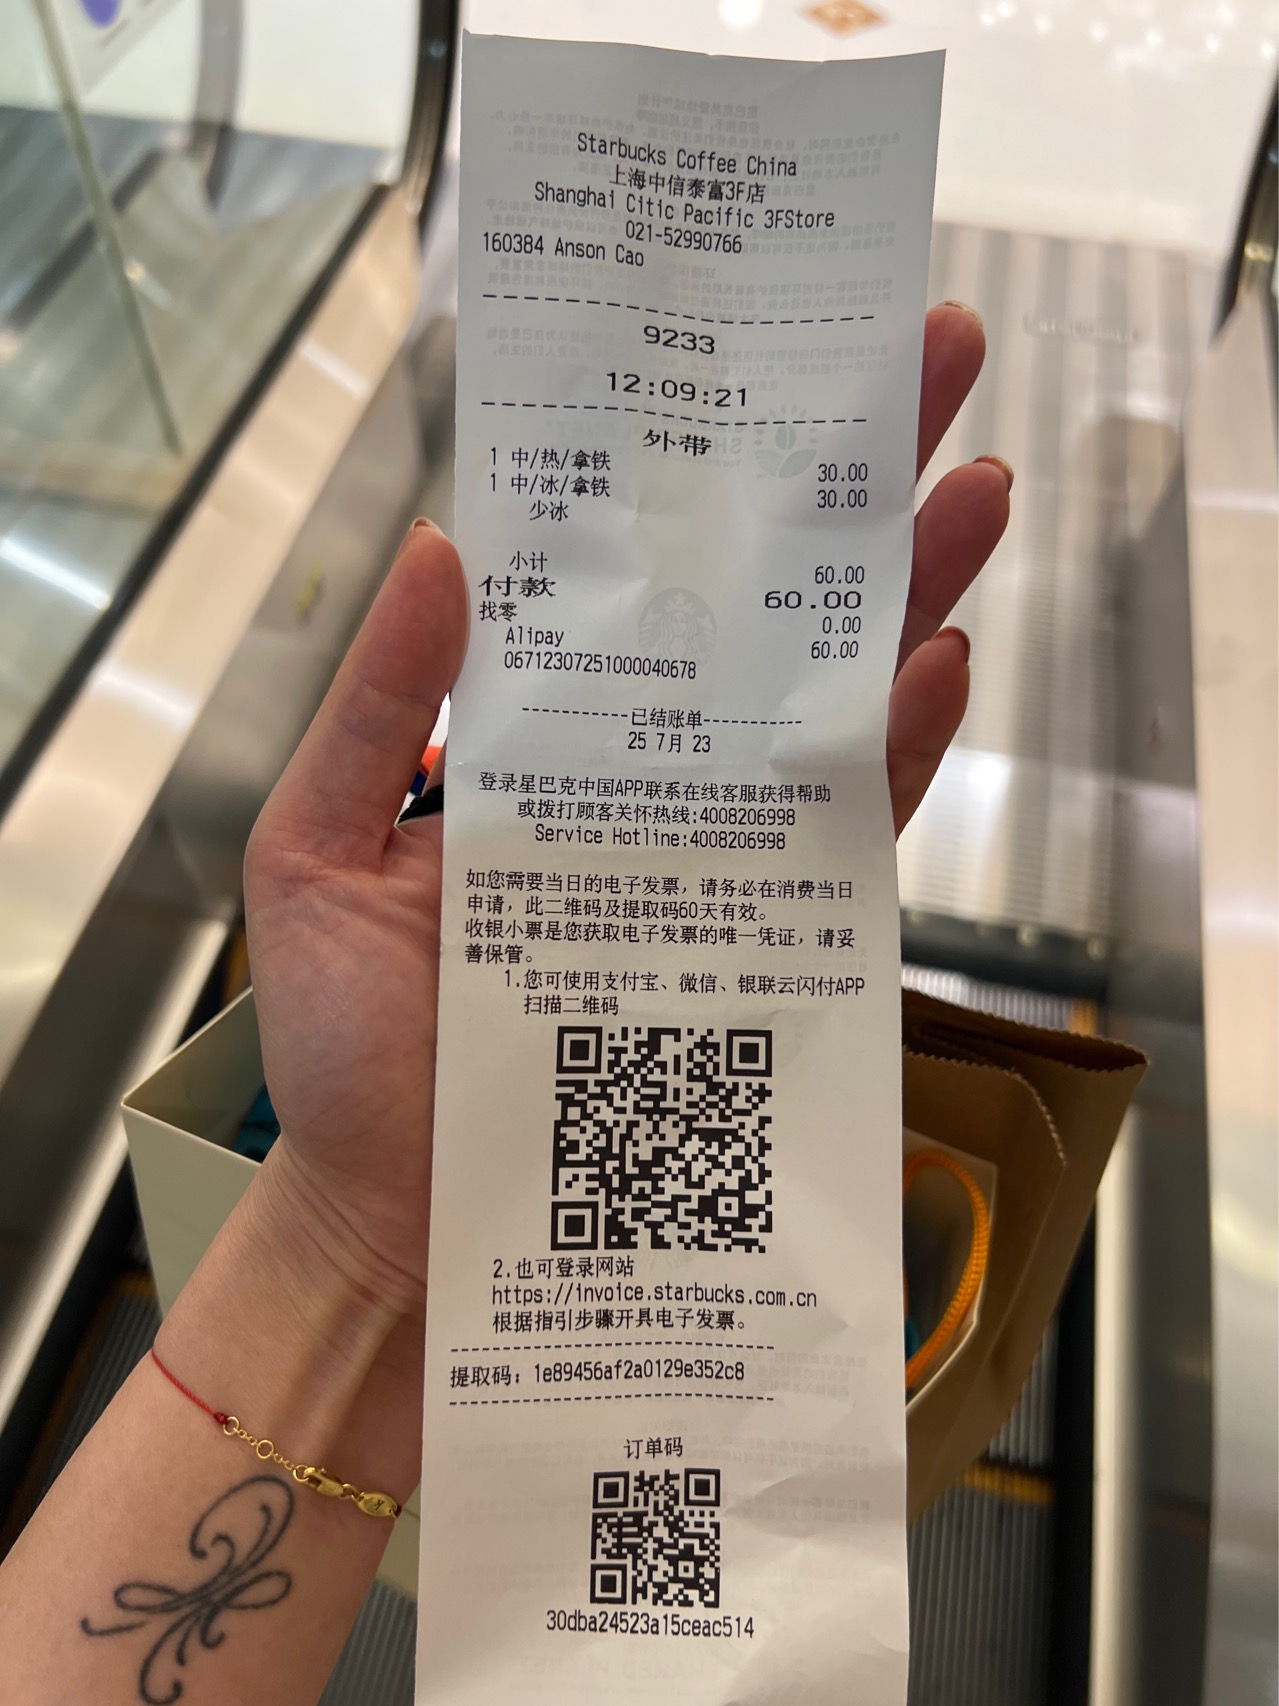 Starbucks Coffee China
上海中信泰富3F店
Shanghai Citic Pacific 3FStore
021-52990766
160384 Anson Cao
9233
12:09:21
外带
1 中/热/拿铁 30.00
1 中/冰/拿铁 30.00
少冰
小计 60.00
付款 60.00
找零 0.00
Alipay 60.00
06712307251000040678
-----------已结账单-----------
25 7月 23
登录星巴克中国APP联系在线客服获得帮助
或拨打顾客关怀热线:4008206998
Service Hotline:4008206998
如您需要当日的电子发票，请务必在消费当日
申请，此二维码及提取码60天有效。
收银小票是您获取电子发票的唯一凭证，请妥
善保管。
1.您可使用支付宝、微信、银联云闪付APP
扫描二维码
2.也可登录网站
https://invoice.starbucks.com.cn
根据指引步骤开具电子发票。
提取码：1e89456af2a0129e352c8
订单码
30dba24523a15ceac514